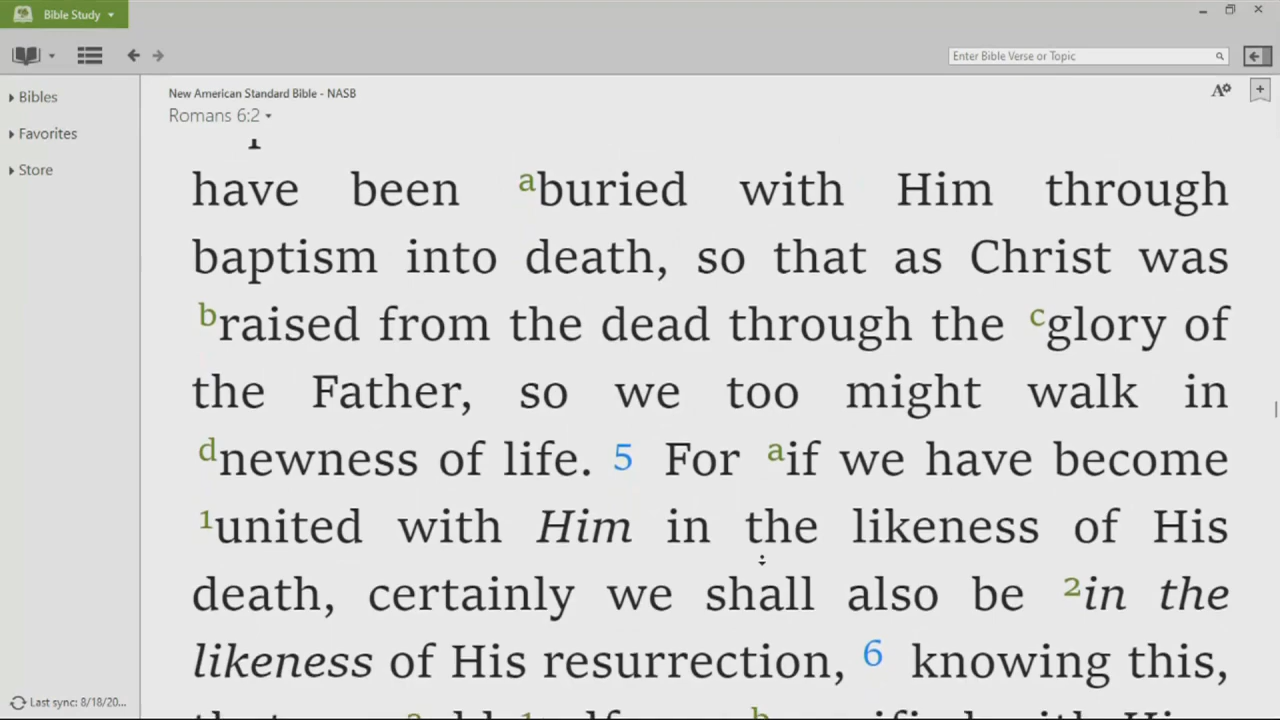 Bible Study
Enter Bible Verse or Topic
Bibles
Favorites
Store
New American Standard Bible - NASB
Romans 6:2
have been aburied with Him through
baptism into death, so that as Christ was
braised from the dead through the cglory of
the Father, so we too might walk in
dnewness of life. 5 For aif we have become
1united with Him in the likeness of His
death, certainly we shall also be 2in the
likeness of His resurrection, 6 knowing this,
Last sync: 8/18/20...